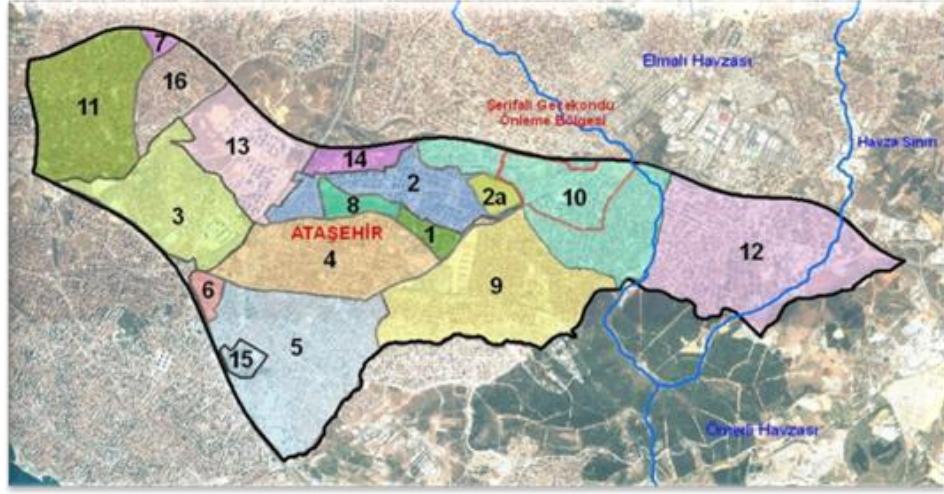 7
Elmalı Havzası
16
11
Şerifali Gecekondu
Önleme Bölgesi
Havza Sınırı
13
14
2
2a
10
8
3
ATAŞEHİR
1
12
4
9
6
5
15
Ömerli Havzası